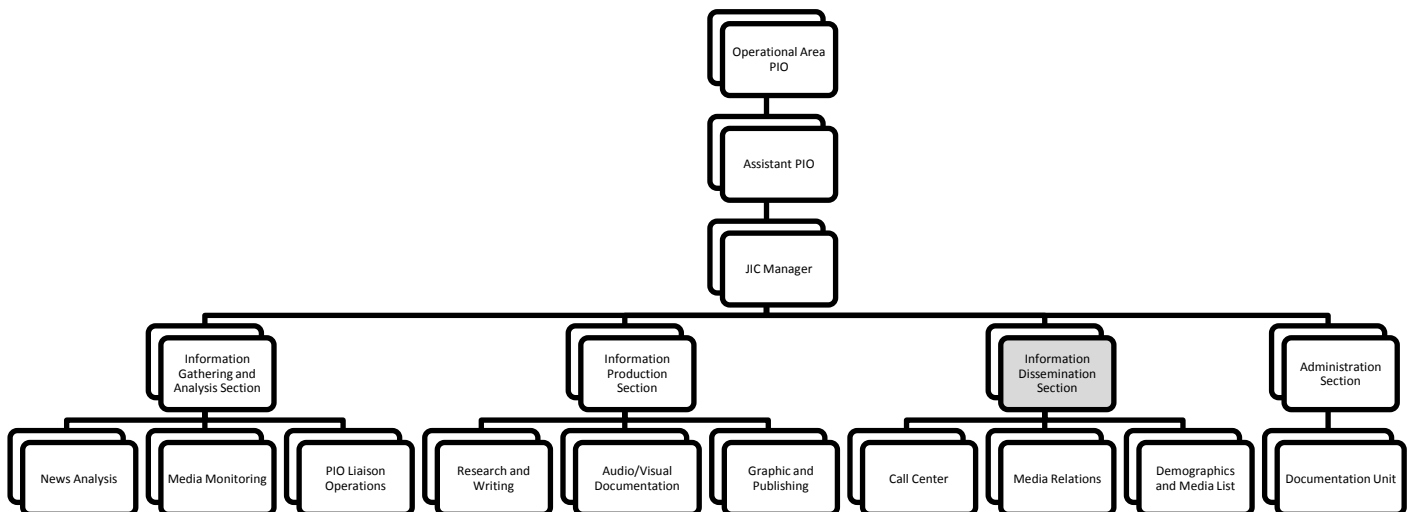 Operational Area
PIO
Assistant PIO
JIC Manager
Information
Gathering and
Analysis Section
Information
Production
Section
Information
Dissemination
Section
Administration
Section
News Analysis
Media Monitoring
PIO Liaison
Operations
Research and
Writing
Audio/Visual
Documentation
Graphic and
Publishing
Call Center
Media Relations
Demographics
and Media List
Documentation Unit